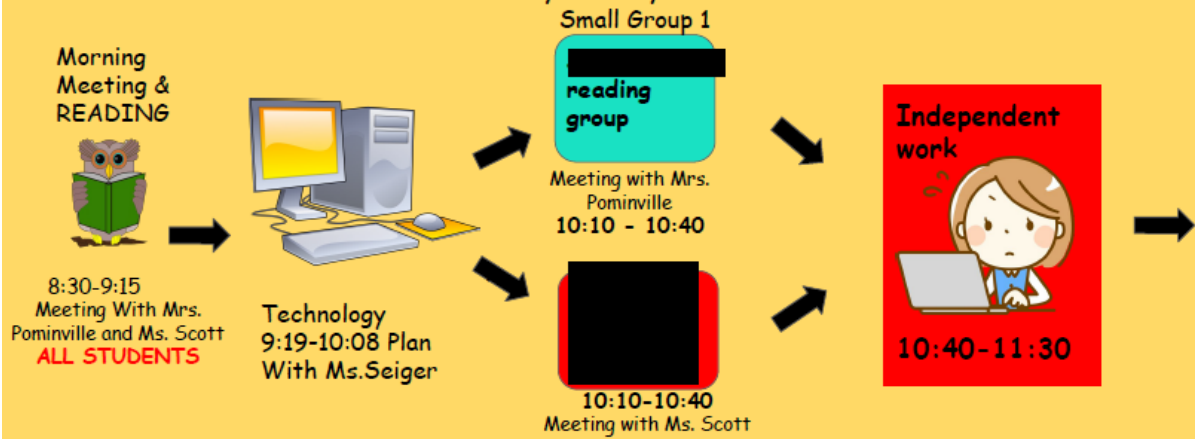 Small Group 1
Morning
Meeting &
READING
reading
group
Independent
work
Meeting with Mrs.
Pominville
10:10 - 10:40
8:30-9:15
Meeting With Mrs.
Pominville and Ms. Scott
ALL STUDENTS
Technology
9:19-10:08 Plan
With Ms.Seiger
10:40-11:30
10:10-10:40
Meeting with Ms. Scott